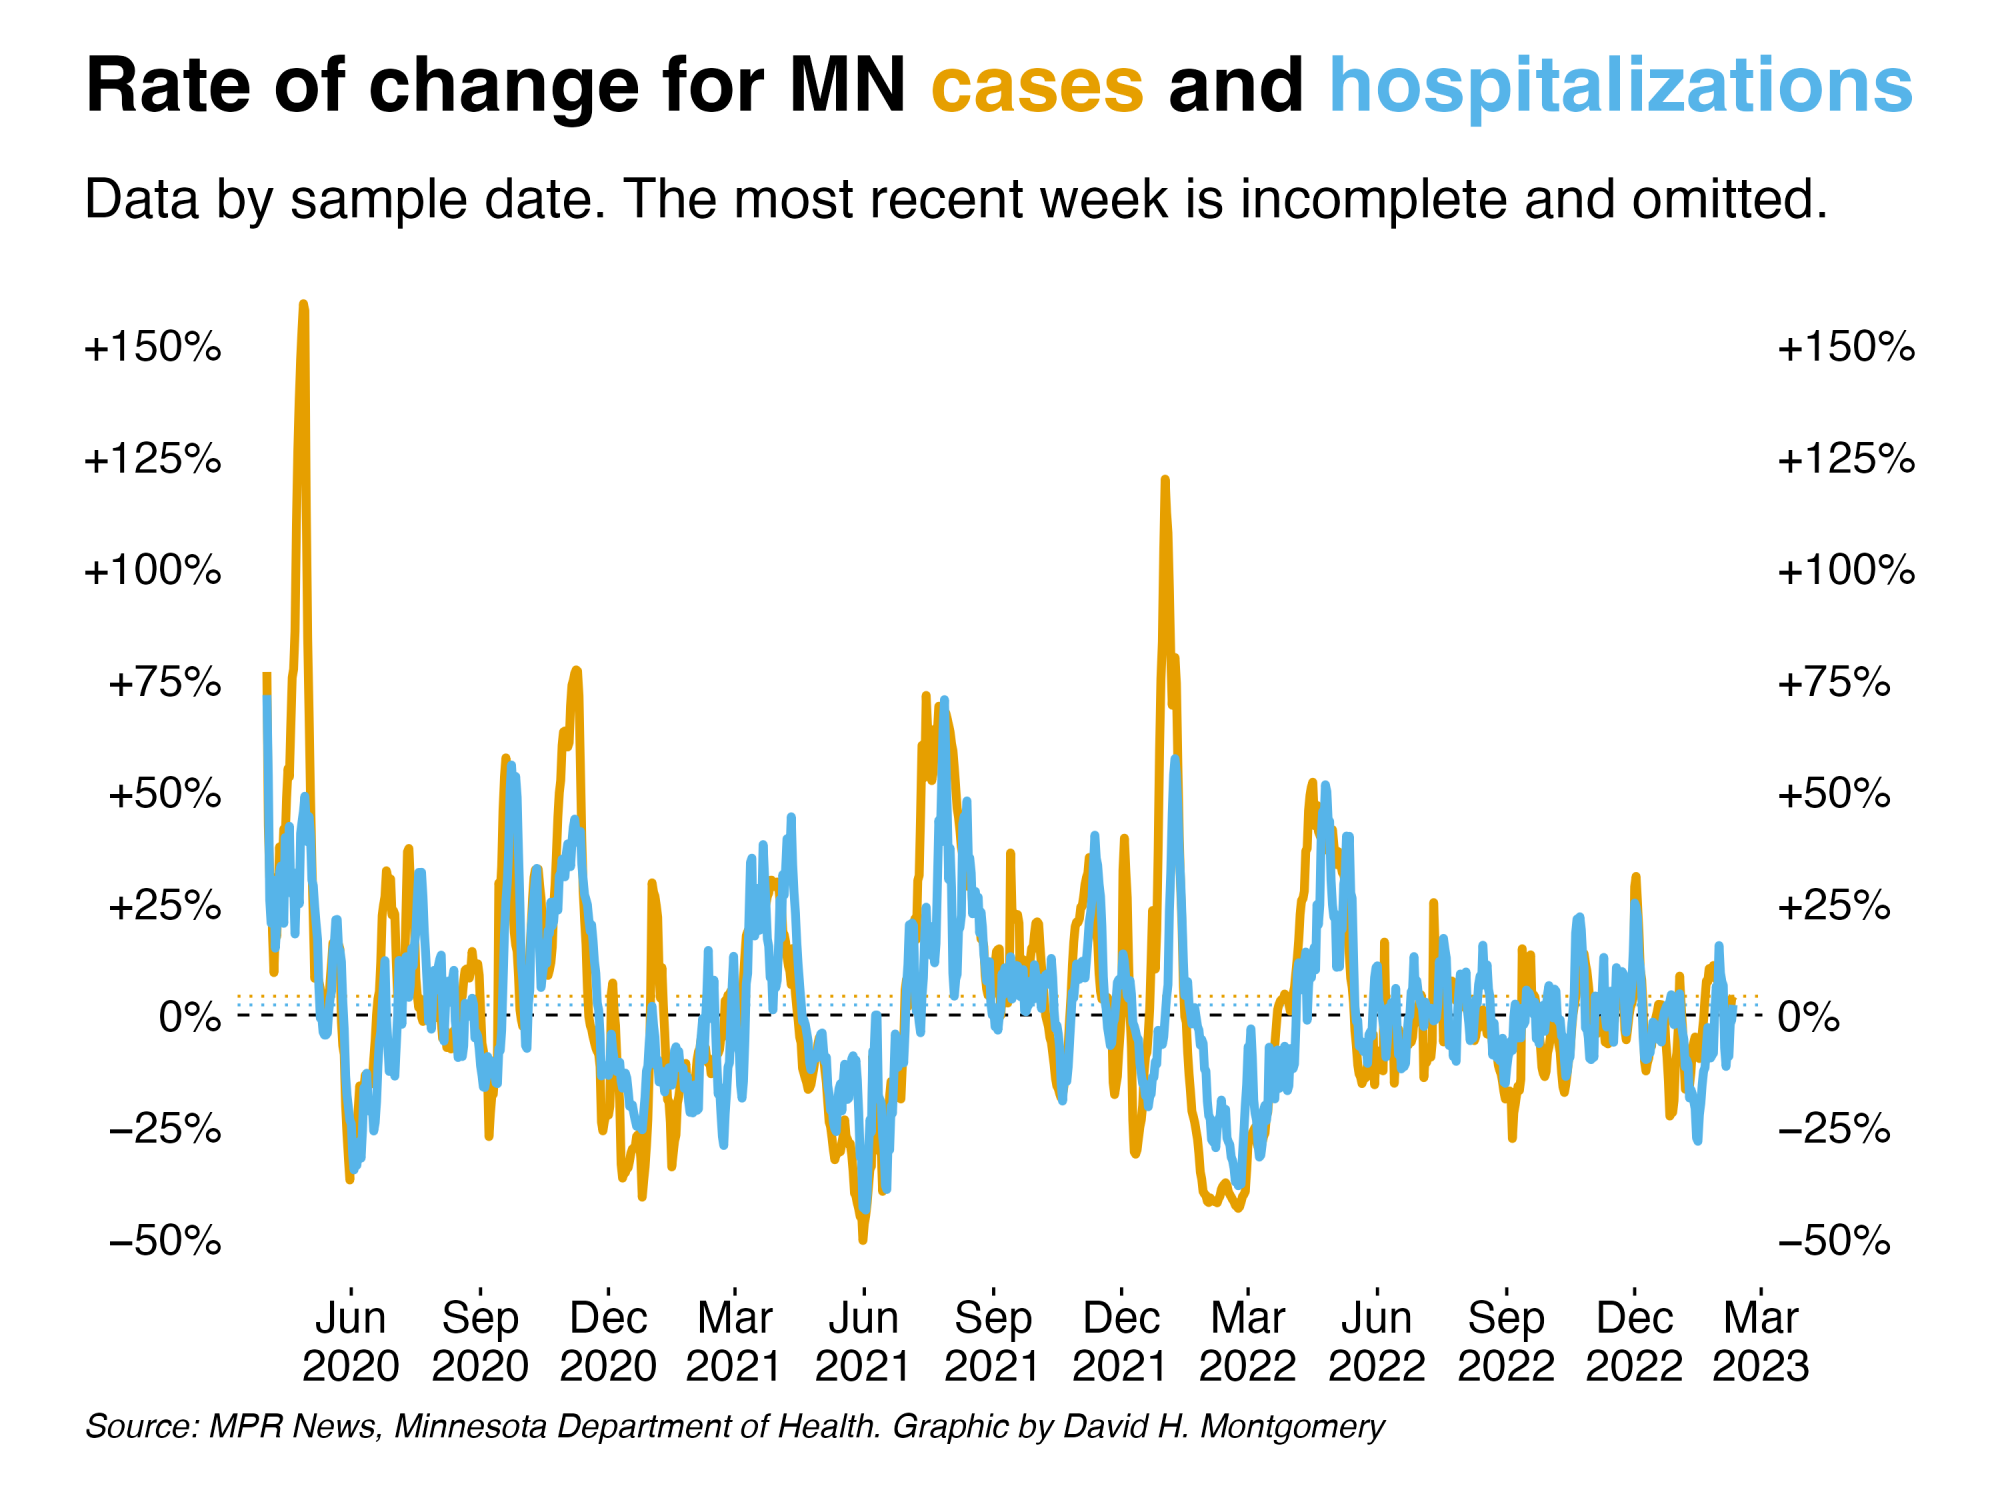 Rate of change for MN cases and hospitalizations
Data by sample date. The most recent week is incomplete and omitted.
+150% +150%
+125% +125%
+100% +100%
+75% +75%
+50% +50%
+25% +25%
0% 0%
−25% −25%
−50% −50%
Jun Sep Dec Mar Jun Sep Dec Mar Jun Sep Dec Mar
2020 2020 2020 2021 2021 2021 2021 2022 2022 2022 2022 2023
Source: MPR News, Minnesota Department of Health. Graphic by David H. Montgomery